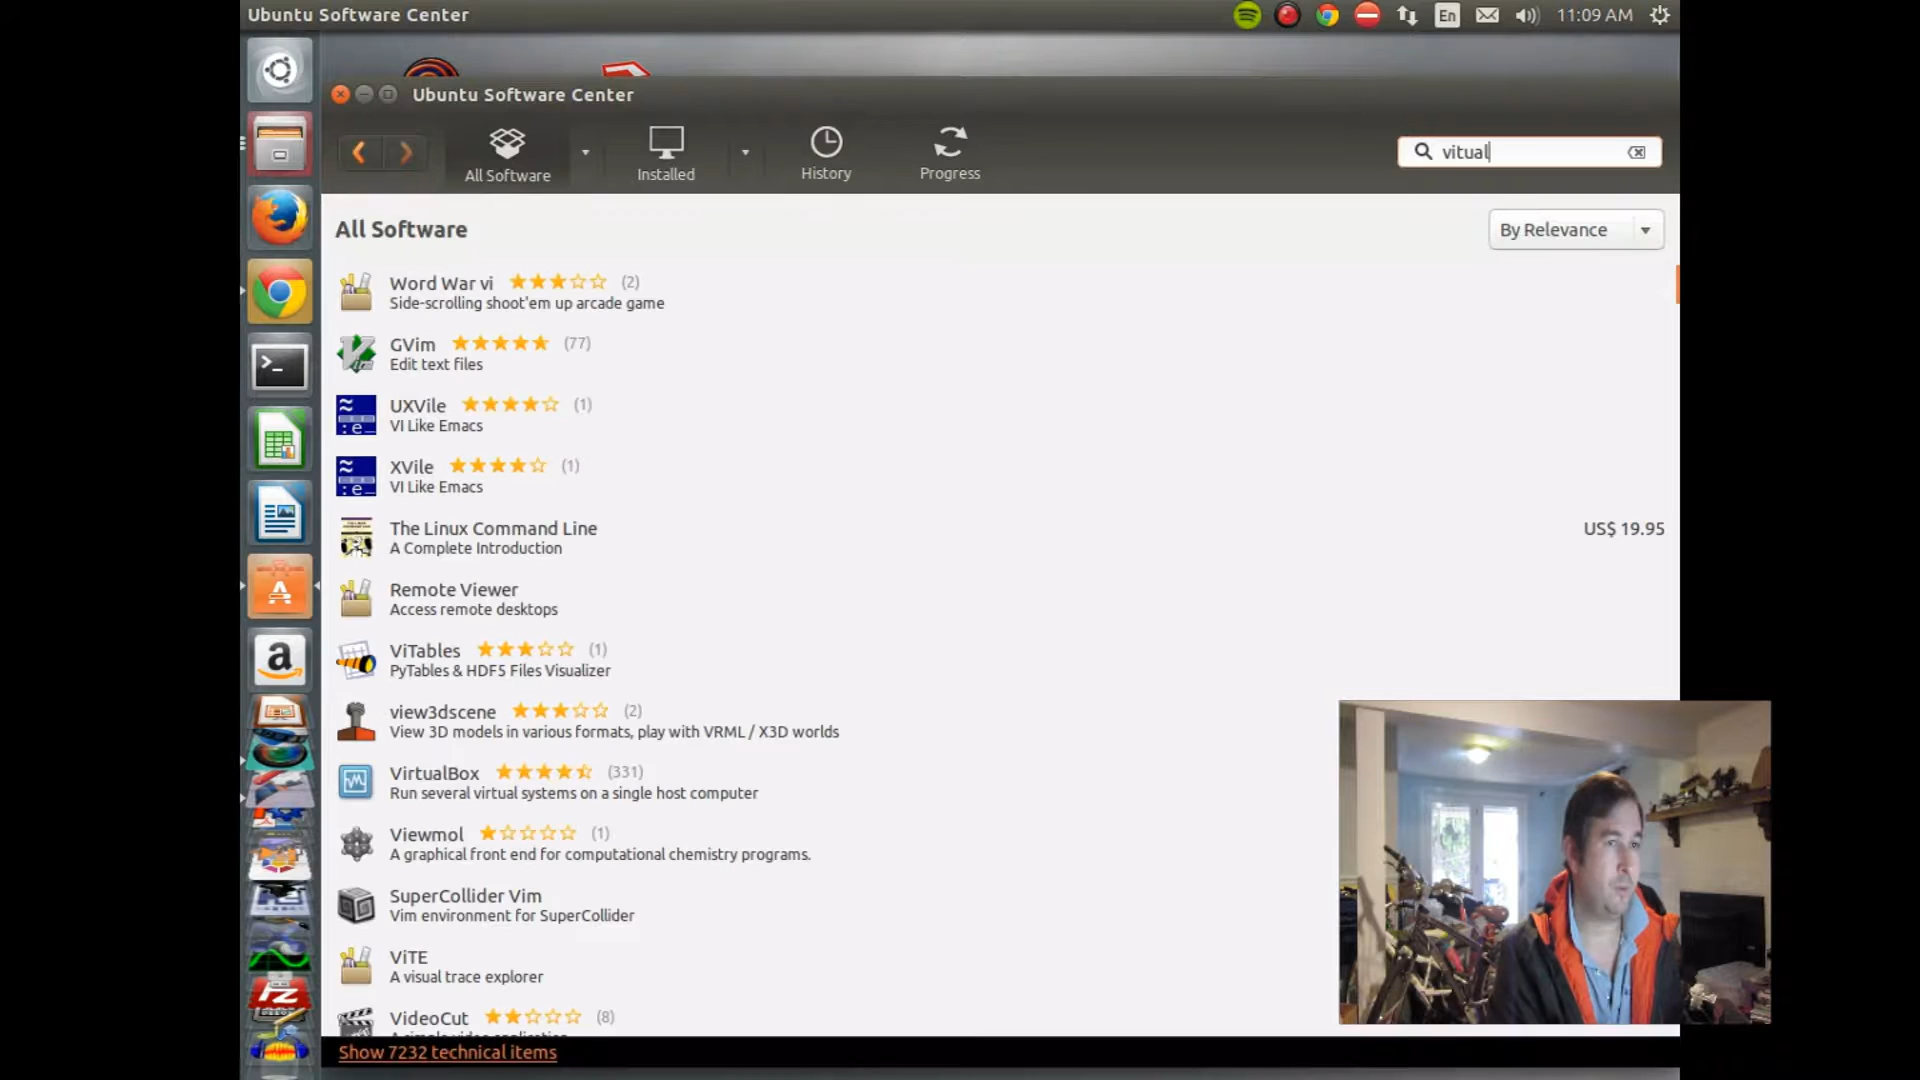 Ubuntu Software Center
En
11:09 AM
Ubuntu Software Center
All Software
Installed
History
Progress
vitual
All Software
By Relevance
Word War vi (2)
Side-scrolling shoot'em up arcade game
GVim (77)
Edit text files
UXVile (1)
VI Like Emacs
XVile (1)
VI Like Emacs
The Linux Command Line
US$ 19.95
A Complete Introduction
Remote Viewer
Access remote desktops
ViTables (1)
PyTables & HDF5 Files Visualizer
view3dscene (2)
View 3D models in various formats, play with VRML / X3D worlds
VirtualBox (331)
Run several virtual systems on a single host computer
Viewmol (1)
A graphical front end for computational chemistry programs.
SuperCollider Vim
Vim environment for SuperCollider
ViTE
A visual trace explorer
VideoCut (8)
Show 7232 technical items